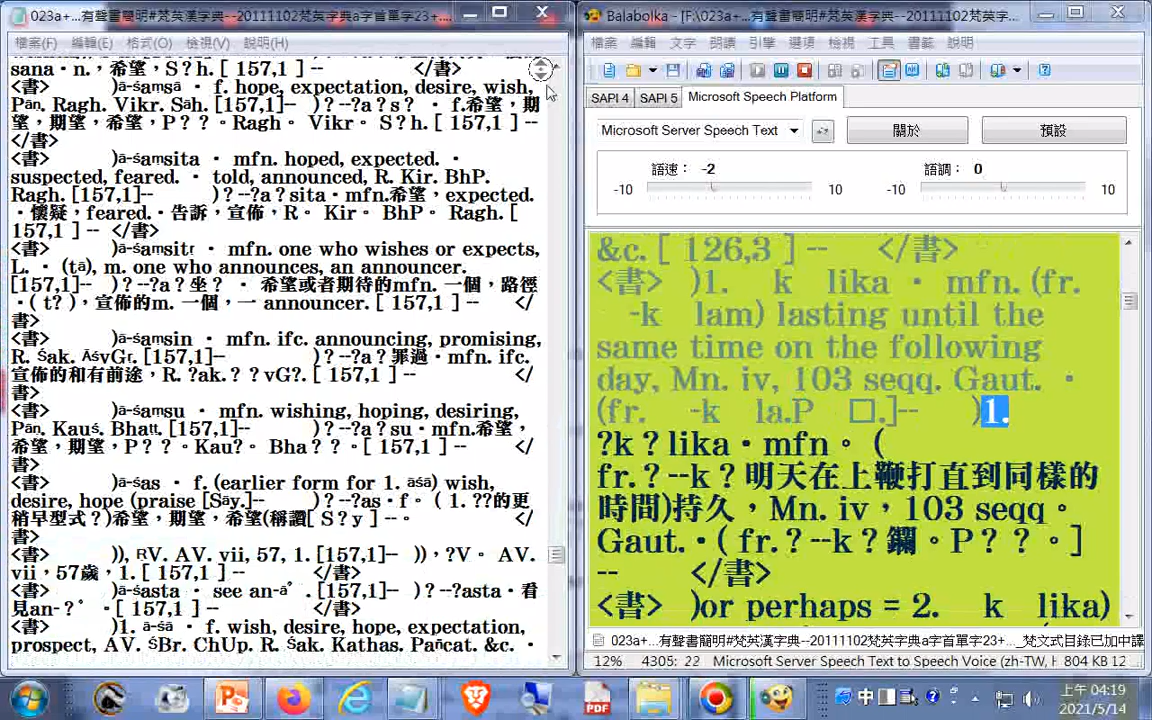 023a+...有聲書簡明#梵英漢字典--20111102梵英字典a字首單字23+...
檔案(F) 編輯(E) 格式(O) 檢視(V) 說明(H)
sana・n.,希望,S?h. [ 157,1 ] -- </書>
<書> )ā-śaṃsā ・ f. hope, expectation, desire, wish,
Pāṇ. Ragh. Vikr. Sāh. [157,1]-- )?--?a?s? ・ f.希望,期
望,期望,希望,P??。Ragh。 Vikr。 S?h. [ 157,1 ] --
</書>
<書> )ā-śaṃsita ・ mfn. hoped, expected. ・
suspected, feared. ・ told, announced, R. Kir. BhP.
Ragh. [157,1]-- )?--?a?sita・mfn.希望,expected.
・懷疑,feared.・告訴,宣佈,R。 Kir。 BhP。 Ragh. [
157,1 ] -- </書>
<書> )ā-śaṃsitṛ ・ mfn. one who wishes or expects,
L. ・ (tā), m. one who announces, an announcer.
[157,1]-- )?--?a?坐? ・ 希望或者期待的mfn. 一個,路徑
・( t?),宣佈的m. 一個,一 announcer. [ 157,1 ] -- </
書>
<書> )ā-śaṃsin ・ mfn. ifc. announcing, promising,
R. Śak. ĀśvGṛ. [157,1]-- )?--?a?罪過・mfn. ifc.
宣佈的和有前途,R. ?ak.??vG?. [ 157,1 ] -- </
書>
<書> )ā-śaṃsu ・ mfn. wishing, hoping, desiring,
Pāṇ. Kauś. Bhaṭṭ. [157,1]-- )?--?a?su・mfn.希望,
希望,期望,P??。Kau?。 Bha??。 [ 157,1 ] -- </
書>
<書> )ā-śas ・ f. (earlier form for 1. āśā) wish,
desire, hope (praise [Sāy.]-- )?--?as・f。( 1. ??的更
稍早型式?)希望,期望,希望(稱讚[ S?y ] --。 </
書>
<書> )), RV. AV. vii, 57, 1. [157,1]-- )),?V。 AV.
vii,57歲,1. [ 157,1 ] -- </書>
<書> )ā-śasta ・ see an-ā° . [157,1]-- )?--?asta・看
見an-?゜・[ 157,1 ] -- </書>
<書> )1. ā-śā ・ f. wish, desire, hope, expectation,
prospect, AV. ŚBr. ChUp. R. Śak. Kathas. Pañcat. &c. ・
Balabolka - [F:\023a+...有聲書簡明#梵英漢字典--20111102梵英字...
檔案 編輯 文字 朗讀 引擎 選項 檢視 工具 書籤 說明
SAPI 4 SAPI 5 Microsoft Speech Platform
Microsoft Server Speech Text 關於 預設
語速: -2 語調: 0
-10 10 -10 10
&c. [ 126,3 ] -- </書>
<書> )1. k lika ・ mfn. (fr.
-k lam) lasting until the
same time on the following
day, Mn. iv, 103 seqq. Gaut. ・
(fr. -k la.P □.]-- )1.
?k?lika・mfn。(
fr.?--k?明天在上鞭打直到同樣的
時間)持久,Mn. iv,103 seqq。
Gaut.・( fr.?--k?鑭。P??。]
-- </書>
<書> )or perhaps = 2. k lika)
023a+...有聲書簡明#梵英漢字典--20111102梵英字典a字首單字23+..._梵文式目錄已加中譯
12% 4305: 22 Microsoft Server Speech Text to Speech Voice (zh-TW, H 804 KB 12
中
上午 04:19
2021/5/14